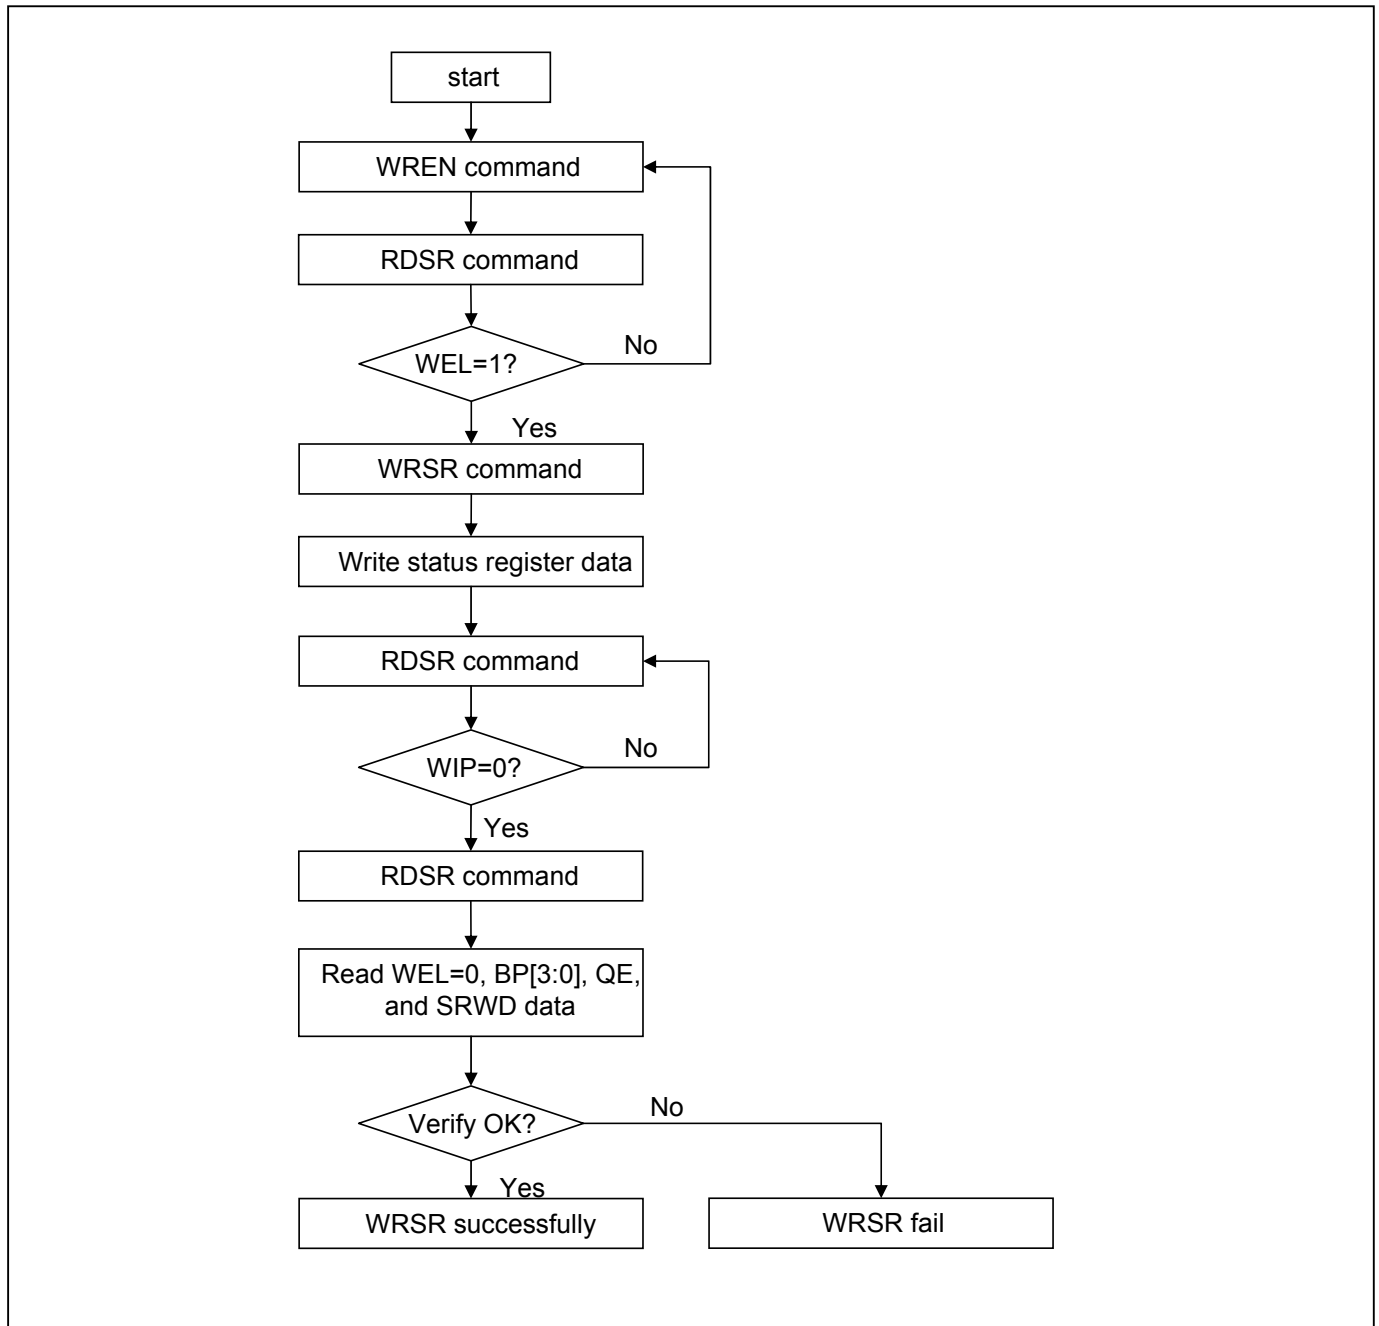 start
WREN command
RDSR command
WEL=1?
No
Yes
WRSR command
Write status register data
RDSR command
WIP=0?
No
Yes
RDSR command
Read WEL=0, BP[3:0], QE,
and SRWD data
Verify OK?
No
Yes
WRSR successfully
WRSR fail